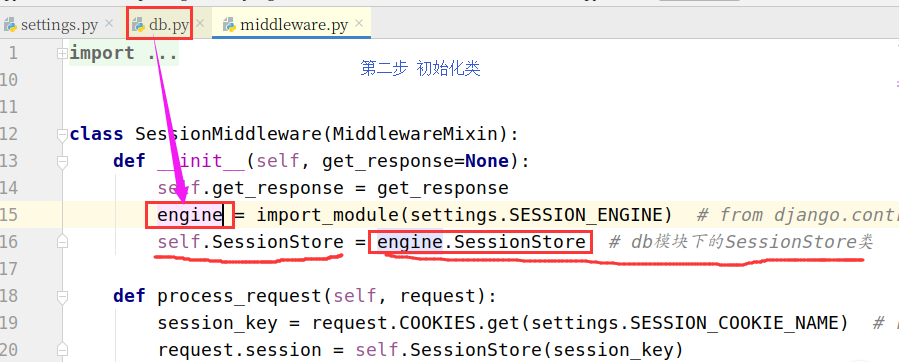 settings.py db.py middleware.py
1 import ...
10 第二步 初始化类
11
12 class SessionMiddleware(MiddlewareMixin):
13 def __init__(self, get_response=None):
14 self.get_response = get_response
15 engine = import_module(settings.SESSION_ENGINE) # from django.cont
16 self.SessionStore = engine.SessionStore # db模块下的SessionStore类
17
18 def process_request(self, request):
19 session_key = request.COOKIES.get(settings.SESSION_COOKIE_NAME) #
20 request.session = self.SessionStore(session_key)